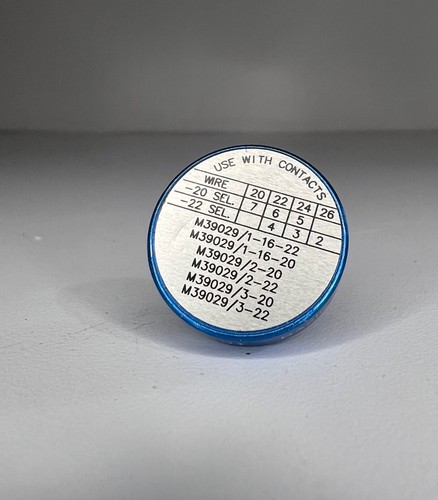 USE WITH CONTACTS
WIRE 20 22 24 26
-20 SEL. 7 6 5
-22 SEL. 4 3 2
M39029/1-16-22
M39029/1-16-20
M39029/2-20
M39029/2-22
M39029/3-20
M39029/3-22